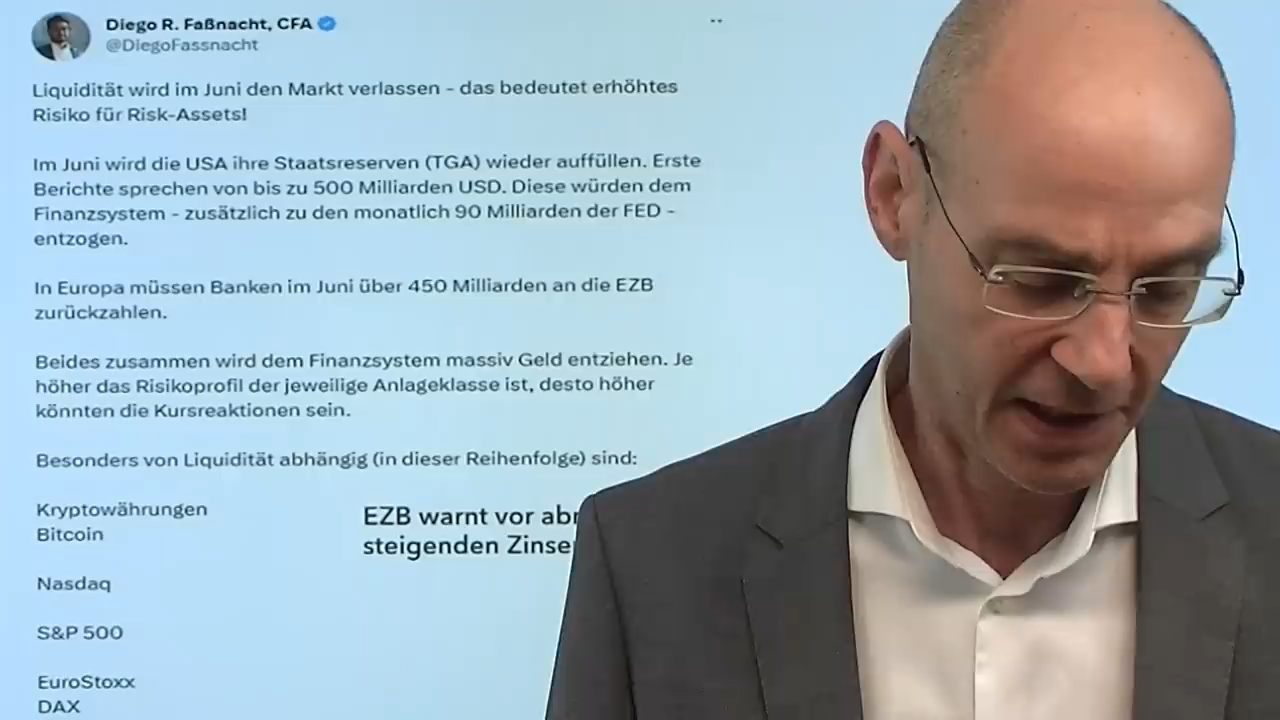 Diego R. Faßnacht, CFA
@DiegoFassnacht
Liquidität wird im Juni den Markt verlassen - das bedeutet erhöhtes
Risiko für Risk-Assets!
Im Juni wird die USA ihre Staatsreserven (TGA) wieder auffüllen. Erste
Berichte sprechen von bis zu 500 Milliarden USD. Diese würden dem
Finanzsystem - zusätzlich zu den monatlich 90 Milliarden der FED -
entzogen.
In Europa müssen Banken im Juni über 450 Milliarden an die EZB
zurückzahlen.
Beides zusammen wird dem Finanzsystem massiv Geld entziehen. Je
höher das Risikoprofil der jeweilige Anlageklasse ist, desto höher
könnten die Kursreaktionen sein.
Besonders von Liquidität abhängig (in dieser Reihenfolge) sind:
Kryptowährungen
Bitcoin
Nasdaq
S&P 500
EuroStoxx
DAX
EZB warnt vor
steigenden